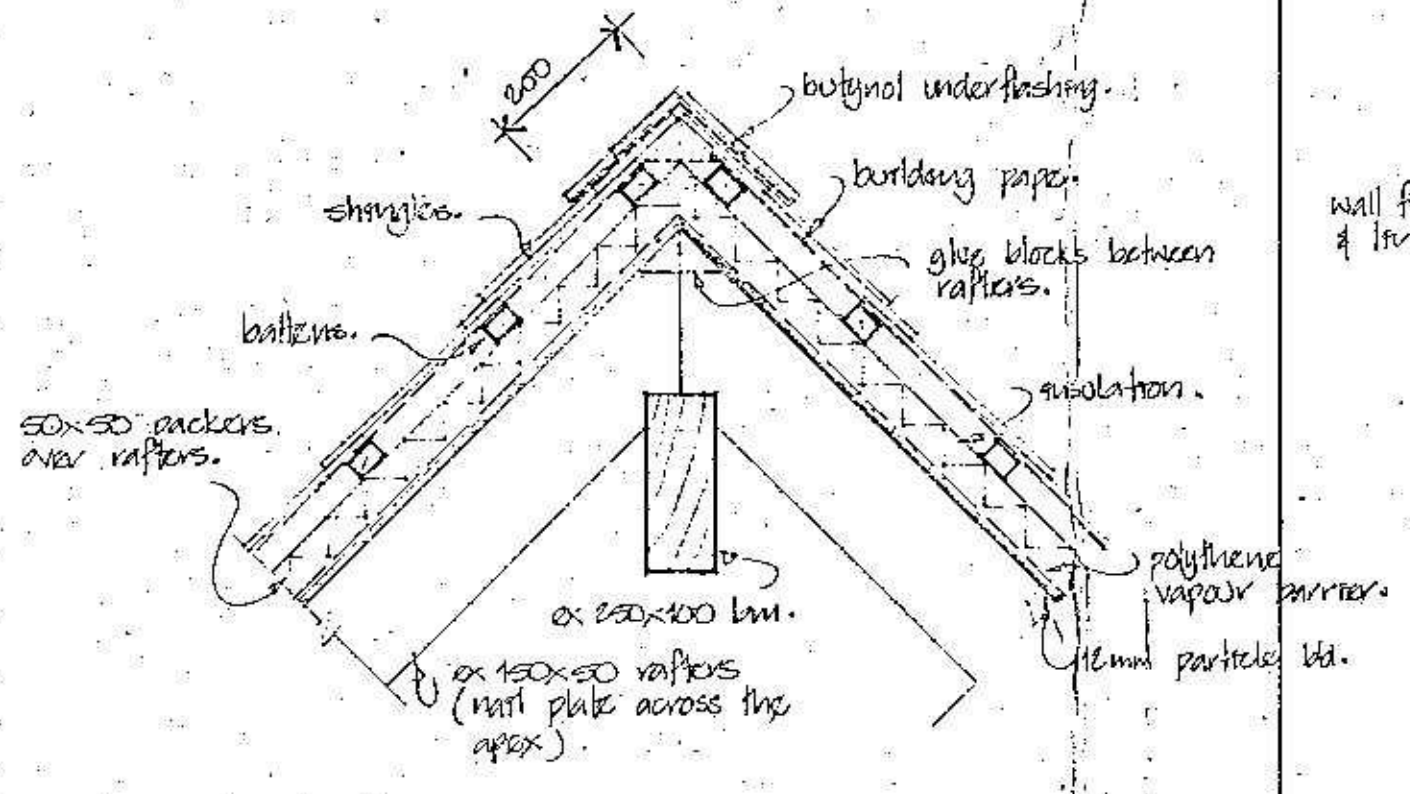 200
butynol underflashing.
building paper.
shingles.
glue blocks between
rafters.
battens.
insulation.
50x50 packers
over rafters.
polythene
vapour barrier.
ex 250x100 bm.
12mm particle bd.
ex 150x50 rafters
(nail plate across the
apex).
wall
&